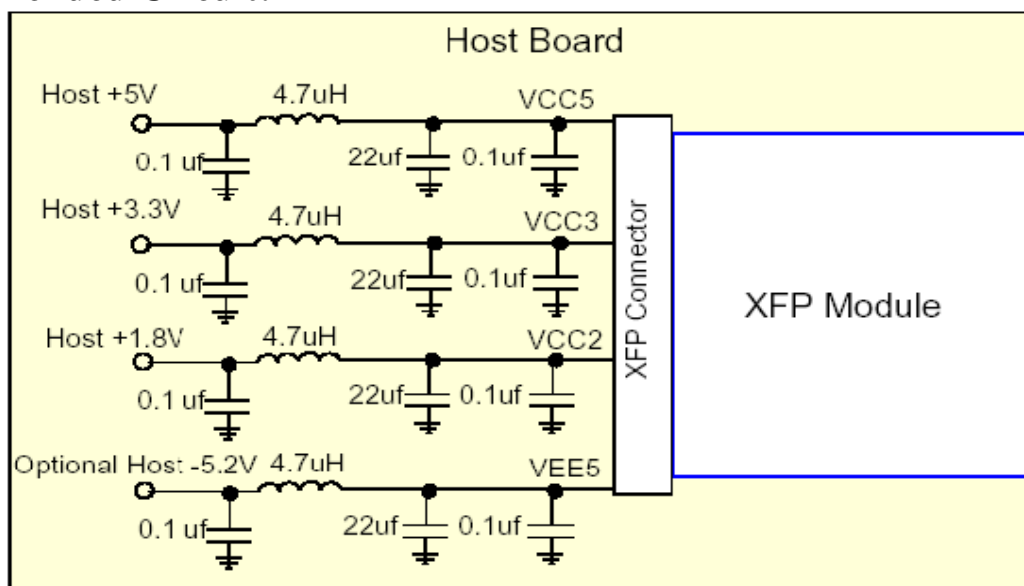 Host Board
Host +5V
4.7uH
VCC5
0.1 uf
22uf
0.1uf
Host +3.3V
4.7uH
VCC3
0.1 uf
22uf
0.1uf
Host +1.8V
4.7uH
VCC2
0.1 uf
22uf
0.1uf
Optional Host -5.2V
4.7uH
VEE5
0.1 uf
22uf
0.1uf
XFP Connector
XFP Module